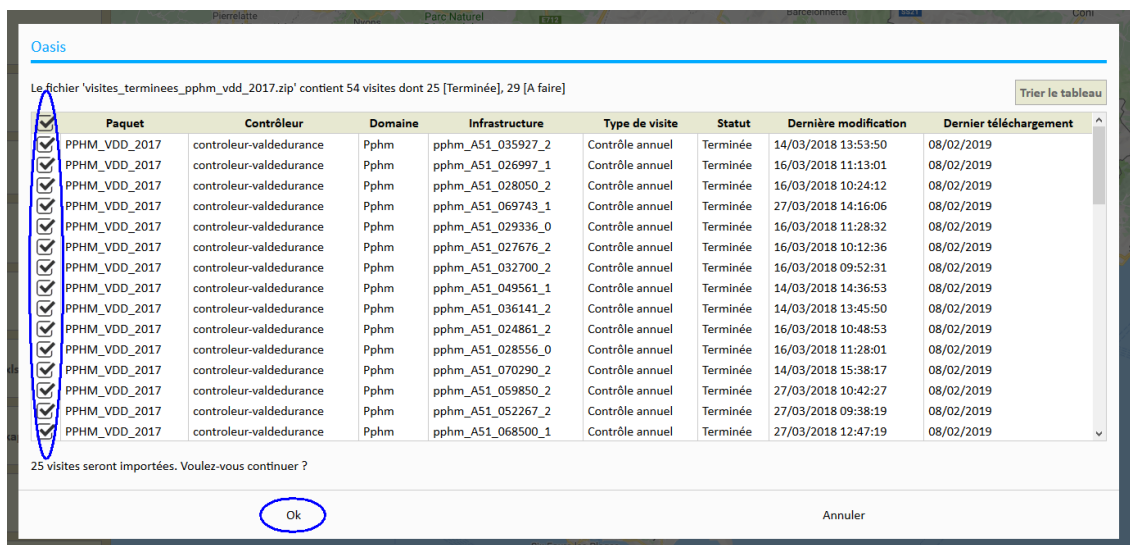 Pierrelatte Nyons Parc Naturel E712 Barcelonnette Coni
Oasis
Le fichier 'visites_terminees_pphm_vdd_2017.zip' contient 54 visites dont 25 [Terminée], 29 [A faire]
Trier le tableau
Paquet Contrôleur Domaine Infrastructure Type de visite Statut Dernière modification Dernier téléchargement
PPHM_VDD_2017 controleur-valdedurance Pphm pphm_A51_035927_2 Contrôle annuel Terminée 14/03/2018 13:53:50 08/02/2019
PPHM_VDD_2017 controleur-valdedurance Pphm pphm_A51_026997_1 Contrôle annuel Terminée 16/03/2018 11:13:01 08/02/2019
PPHM_VDD_2017 controleur-valdedurance Pphm pphm_A51_028050_2 Contrôle annuel Terminée 16/03/2018 10:24:12 08/02/2019
PPHM_VDD_2017 controleur-valdedurance Pphm pphm_A51_069743_1 Contrôle annuel Terminée 27/03/2018 14:16:06 08/02/2019
PPHM_VDD_2017 controleur-valdedurance Pphm pphm_A51_029336_0 Contrôle annuel Terminée 16/03/2018 11:28:32 08/02/2019
PPHM_VDD_2017 controleur-valdedurance Pphm pphm_A51_027676_2 Contrôle annuel Terminée 16/03/2018 10:12:36 08/02/2019
PPHM_VDD_2017 controleur-valdedurance Pphm pphm_A51_032700_2 Contrôle annuel Terminée 16/03/2018 09:52:31 08/02/2019
PPHM_VDD_2017 controleur-valdedurance Pphm pphm_A51_049561_1 Contrôle annuel Terminée 14/03/2018 14:36:53 08/02/2019
PPHM_VDD_2017 controleur-valdedurance Pphm pphm_A51_036141_2 Contrôle annuel Terminée 14/03/2018 13:45:50 08/02/2019
PPHM_VDD_2017 controleur-valdedurance Pphm pphm_A51_024861_2 Contrôle annuel Terminée 16/03/2018 10:48:53 08/02/2019
PPHM_VDD_2017 controleur-valdedurance Pphm pphm_A51_028556_0 Contrôle annuel Terminée 16/03/2018 11:28:01 08/02/2019
PPHM_VDD_2017 controleur-valdedurance Pphm pphm_A51_070290_2 Contrôle annuel Terminée 14/03/2018 15:38:17 08/02/2019
PPHM_VDD_2017 controleur-valdedurance Pphm pphm_A51_059850_2 Contrôle annuel Terminée 27/03/2018 10:42:27 08/02/2019
PPHM_VDD_2017 controleur-valdedurance Pphm pphm_A51_052267_2 Contrôle annuel Terminée 27/03/2018 09:38:19 08/02/2019
PPHM_VDD_2017 controleur-valdedurance Pphm pphm_A51_068500_1 Contrôle annuel Terminée 27/03/2018 12:47:19 08/02/2019
25 visites seront importées. Voulez-vous continuer ?
Ok Annuler